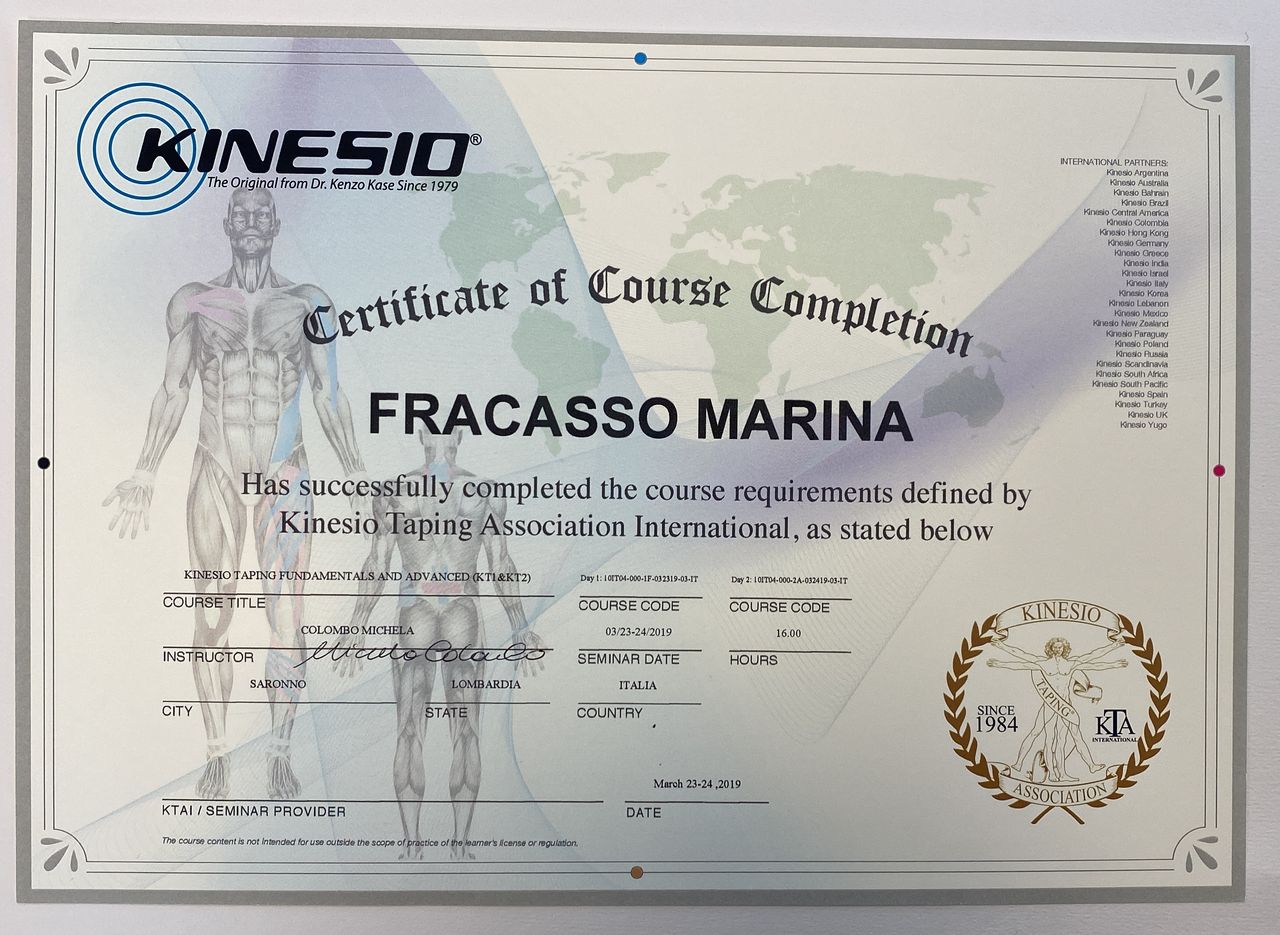 KINESIO®
The Original from Dr. Kenzo Kase Since 1979
INTERNATIONAL PARTNERS:
Kinesio Argentina
Kinesio Australia
Kinesio Bahrain
Kinesio Brazil
Kinesio Central America
Kinesio Colombia
Kinesio Hong Kong
Kinesio Germany
Kinesio Greece
Kinesio India
Kinesio Israel
Kinesio Italy
Kinesio Korea
Kinesio Lebanon
Kinesio Mexico
Kinesio New Zealand
Kinesio Paraguay
Kinesio Poland
Kinesio Russia
Kinesio Scandinavia
Kinesio South Africa
Kinesio South Pacific
Kinesio Spain
Kinesio Turkey
Kinesio UK
Kinesio Yugo
Certificate of Course Completion
FRACASSO MARINA
Has successfully completed the course requirements defined by
Kinesio Taping Association International, as stated below
KINESIO TAPING FUNDAMENTALS AND ADVANCED (KT1&KT2) Day 1: 10IT04-000-1F-032319-03-IT Day 2: 10IT04-000-2A-032419-03-IT
COURSE TITLE COURSE CODE COURSE CODE
COLOMBO MICHELA 03/23-24/2019 16.00
INSTRUCTOR Michela Colombo SEMINAR DATE HOURS
SARONNO LOMBARDIA ITALIA
CITY STATE COUNTRY
March 23-24 ,2019
KTAI / SEMINAR PROVIDER DATE
The course content is not intended for use outside the scope of practice of the learner's license or regulation.
KINESIO
TAPING®
SINCE
1984
KTA
INTERNATIONAL
ASSOCIATION